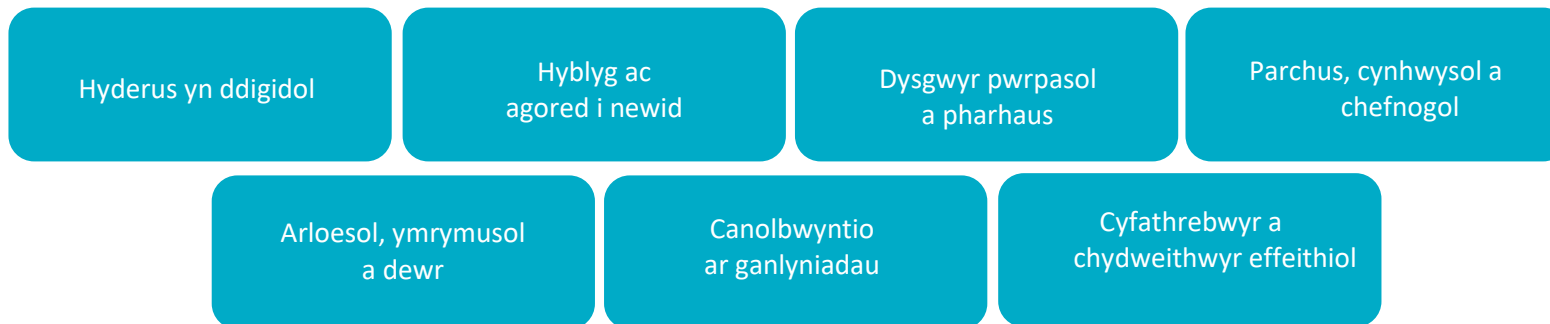 Hyderus yn ddigidol
Hyblyg ac
agored i newid
Dysgwyr pwrpasol
a pharhaus
Parchus, cynhwysol a
chefnogol
Arloesol, ymrymusol
a dewr
Canolbwyntio
ar ganlyniadau
Cyfathrebwyr a
chydweithwyr effeithiol